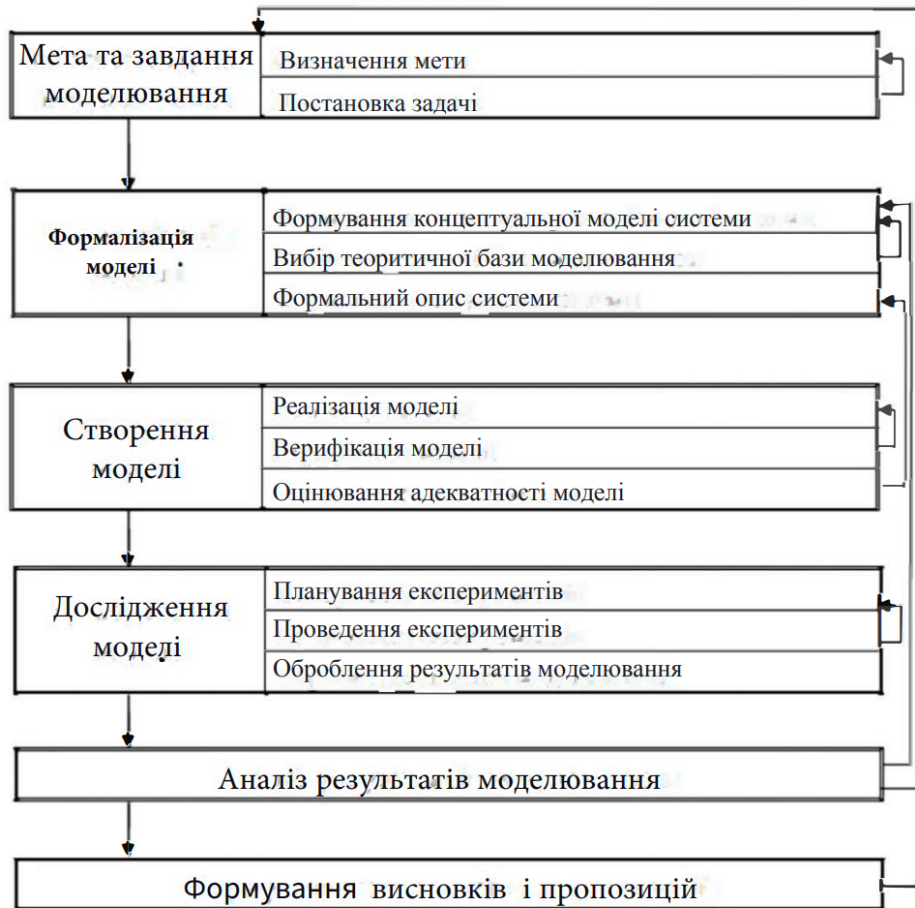 Мета та завдання
моделювання
Визначення мети
Постановка задачі
Формалізація
моделі
Формування концептуальної моделі системи
Вибір теоритичної бази моделювання
Формальний опис системи
Створення
моделі
Реалізація моделі
Верифікація моделі
Оцінювання адекватності моделі
Дослідження
моделі
Планування експериментів
Проведення експериментів
Оброблення результатів моделювання
Аналіз результатів моделювання
Формування висновків і пропозицій